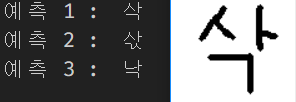 예측 1 : 삭
예측 2 : 삯
예측 3 : 낙
삭